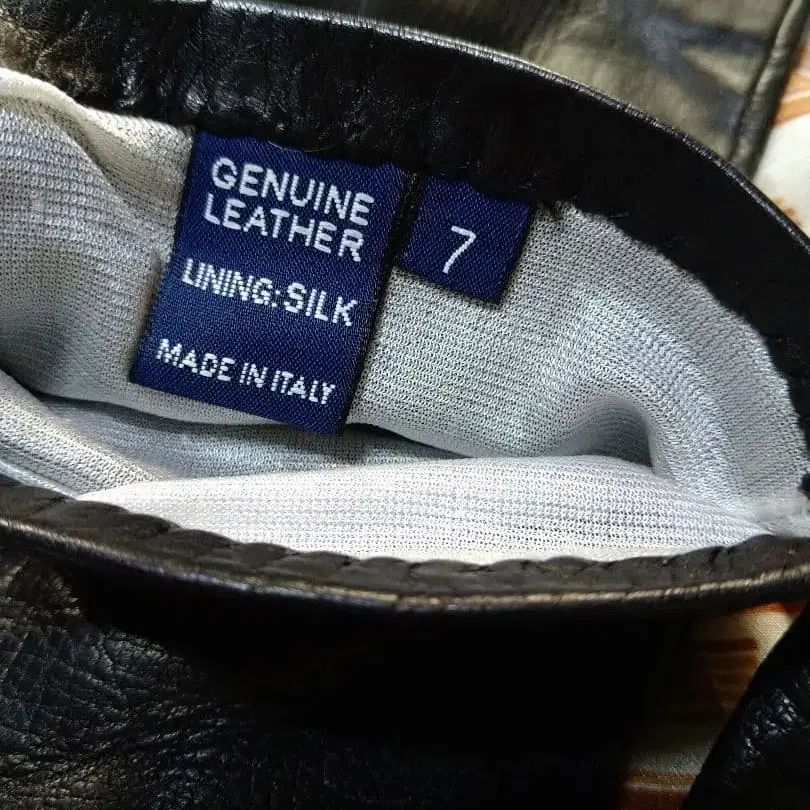 GENUINE
LEATHER
LINING: SILK
MADE IN ITALY
7